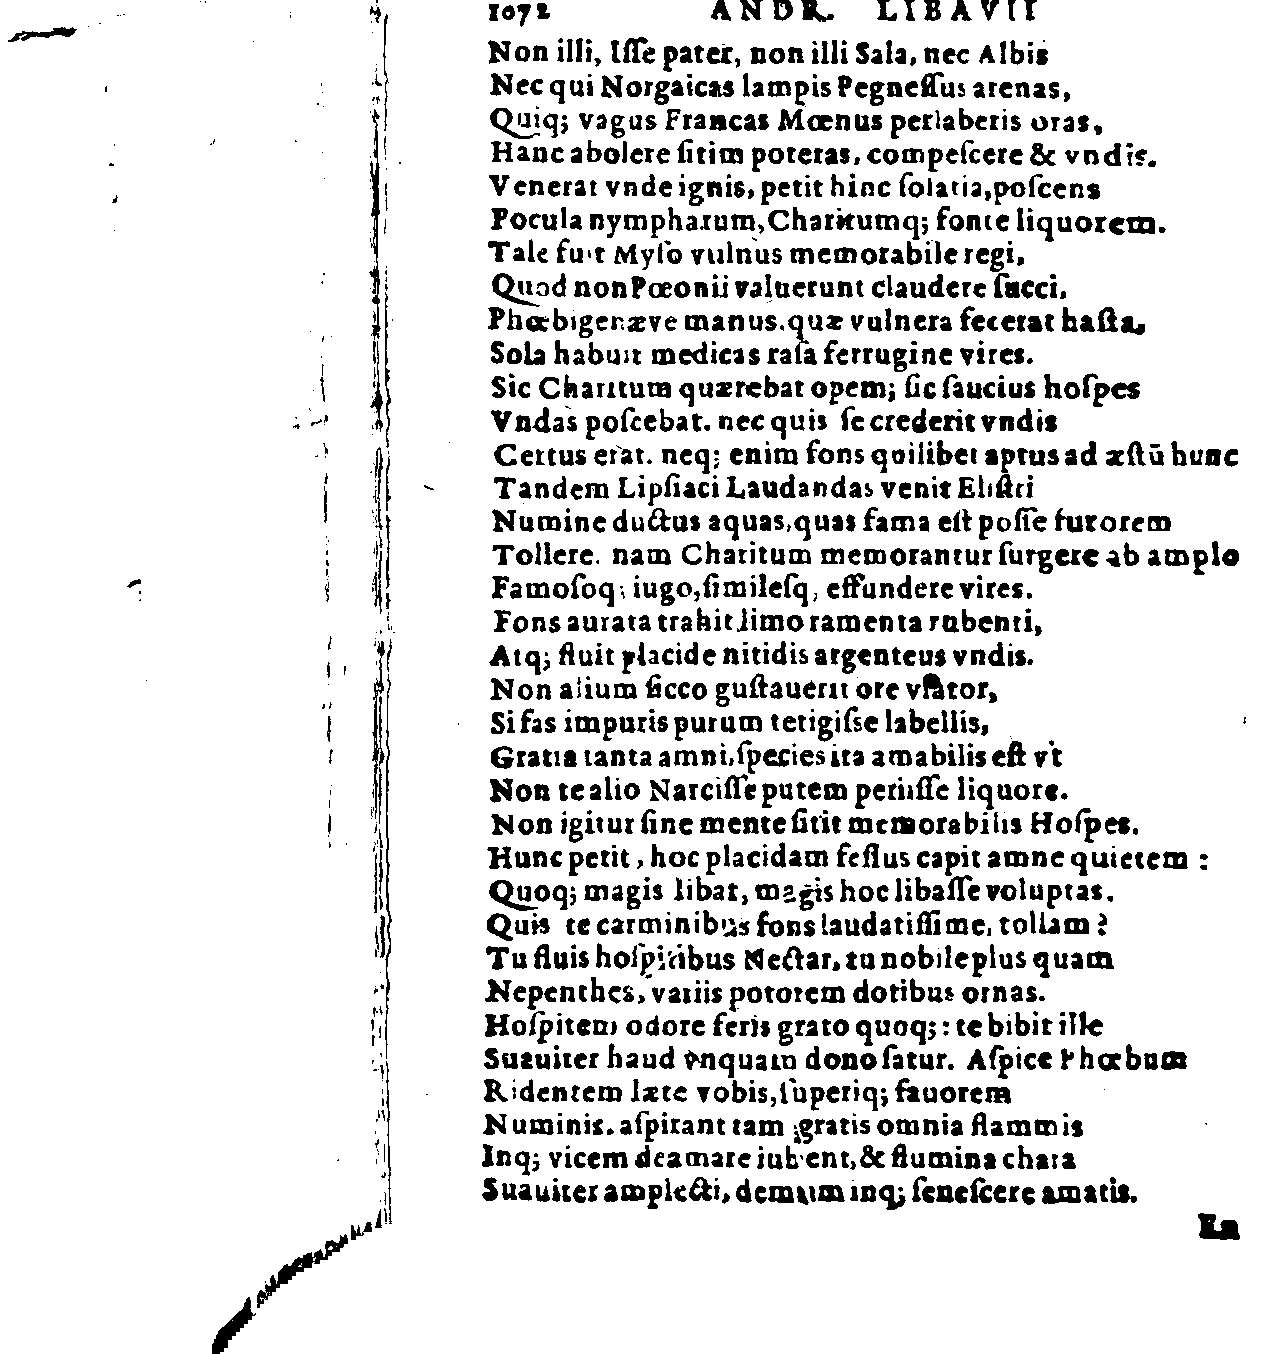 1072 ANDR. LIBAVII
Non illi, Iſſe pater, non illi Sala, nec Albis
Nec qui Norgaicas lampis Pegneſſus arenas,
Quiq; vagus Francas Mœnus perlaberis oras,
Hanc abolere ſitim poteras, compeſcere & vndis.
Venerat vnde ignis, petit hinc ſolatia, poſcens
Pocula nympharum, Charitumq; fonte liquorem.
Tale fuit Myſo vulnus memorabile regi,
Quod non Pœonii valuerunt claudere ſucci,
Phœbigenæve manus. quæ vulnera fecerat haſta,
Sola habuit medicas raſa ferrugine vires.
Sic Charitum quærebat opem; ſic ſaucius hoſpes
Vndas poſcebat. nec quis ſe crederit vndis
Certus erat. neq; enim fons quilibet aptus ad æſtū hunc
Tandem Lipſiaci Laudandas venit Eliſtri
Numine ductus aquas, quas fama eſt poſſe furorem
Tollere. nam Charitum memorantur ſurgere ab amplo
Famoſoq; iugo, ſimileſq; effundere vires.
Fons aurata trahit limo ramenta rubenti,
Atq; fluit placide nitidis argenteus vndis.
Non alium ſicco guſtauerit ore viator,
Si fas impuris purum tetigiſse labellis,
Gratia tanta amni, ſpecies ita amabilis eſt vt
Non te alio Narciſſe putem periiſſe liquore.
Non igitur ſine mente ſitit memorabilis Hoſpes.
Hunc petit, hoc placidam feſſus capit amne quietem :
Quoq; magis libat, magis hoc libaſſe voluptas.
Quis te carminibus fons laudatiſſime, tollam ?
Tu fluis hoſpitibus Nectar, tu nobile plus quam
Nepenthes, variis potorem dotibus ornas.
Hoſpitem odore feris grato quoq; : te bibit ille
Suauiter haud vnquam dono ſatur. Aſpice Phœbum
Ridentem læte vobis, ſuperiq; fauorem
Numinis. aſpirant tam gratis omnia flammis
Inq; vicem deamare iubent, & flumina chara
Suauiter amplecti, demum inq; ſeneſcere amatis.
En